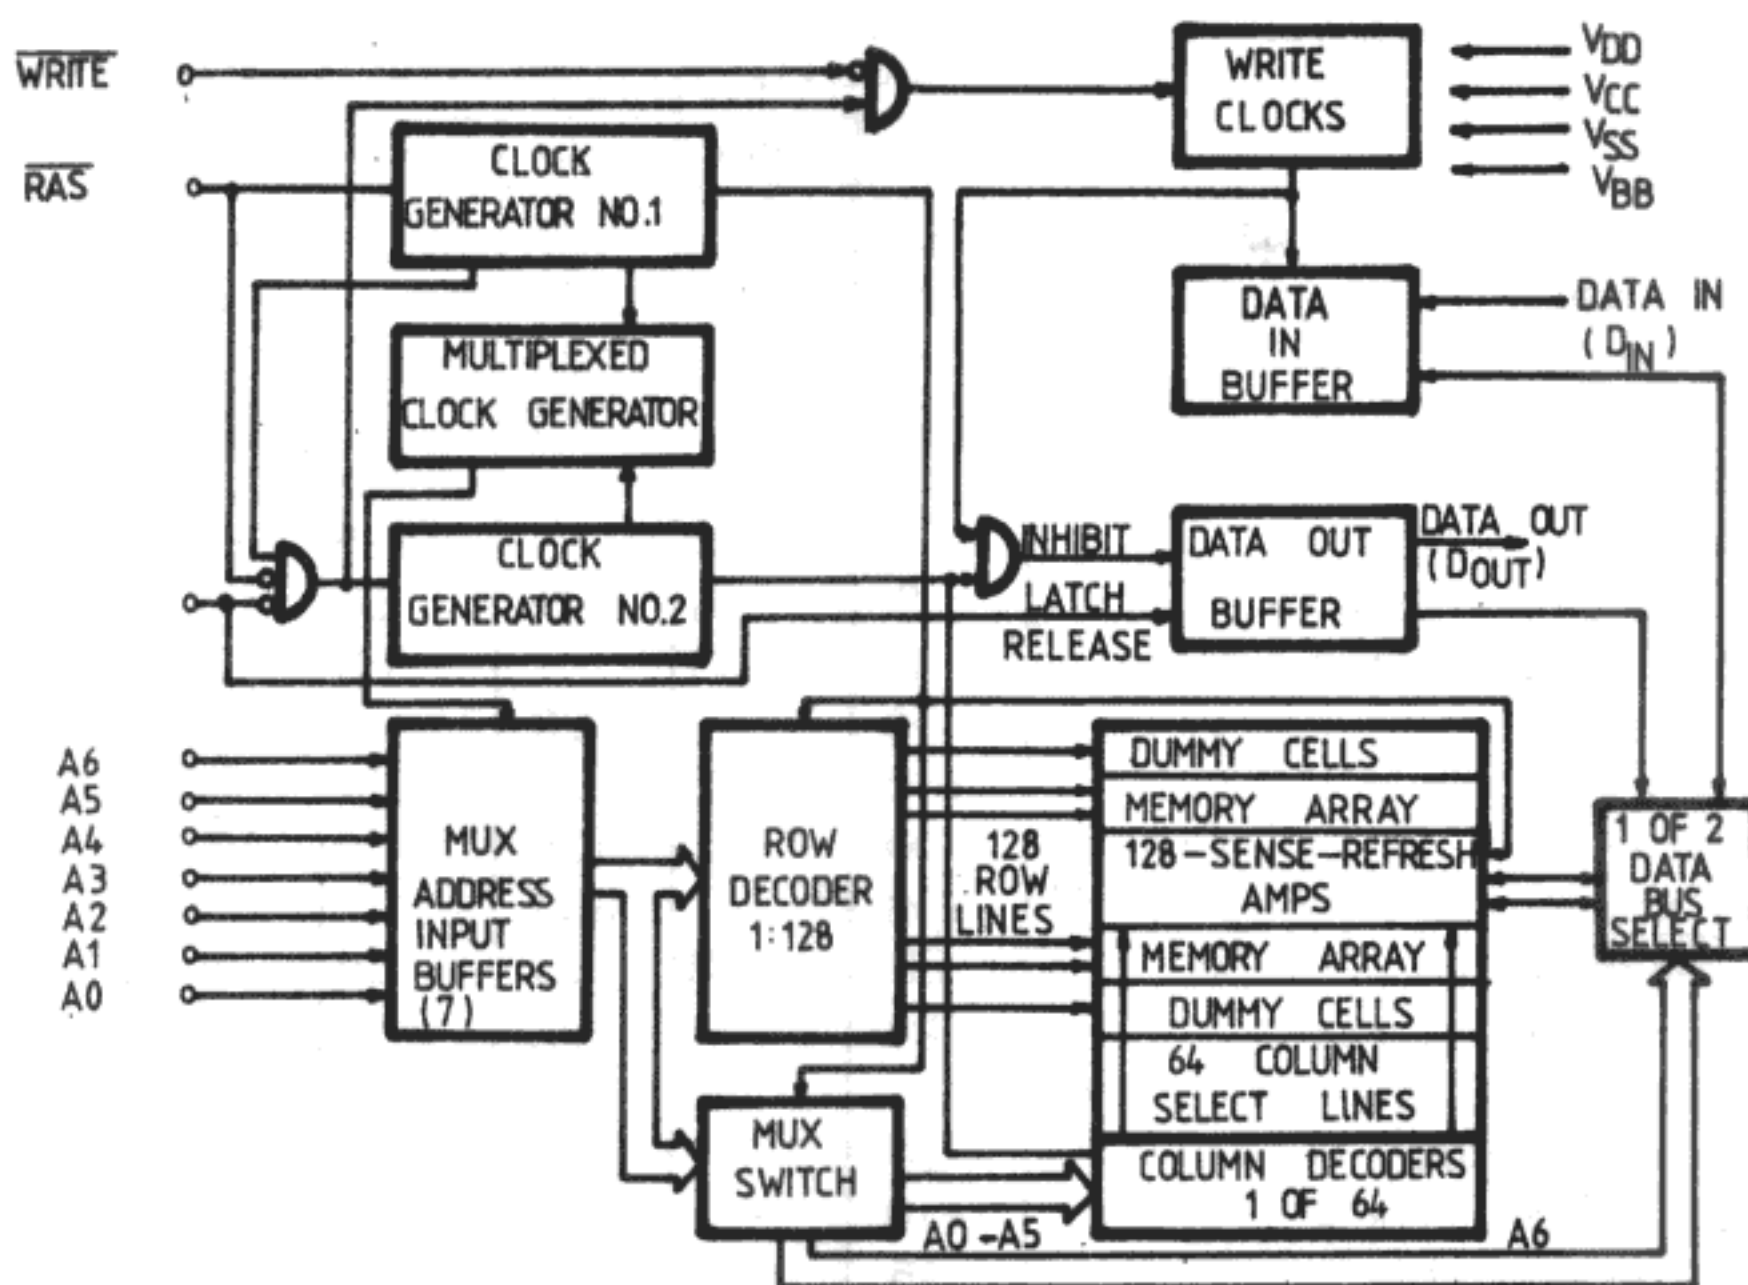 WRITE
RAS
CLOCK
GENERATOR NO.1
MULTIPLEXED
CLOCK GENERATOR
CLOCK
GENERATOR NO.2
WRITE
CLOCKS
VDD
VCC
VSS
VBB
DATA
IN
BUFFER
DATA IN
(DIN)
INHIBIT
LATCH
RELEASE
DATA OUT
BUFFER
DATA OUT
(DOUT)
A6
A5
A4
A3
A2
A1
A0
MUX
ADDRESS
INPUT
BUFFERS
(7)
ROW
DECODER
1:128
128
ROW
LINES
DUMMY CELLS
MEMORY ARRAY
128-SENSE-REFRESH
AMPS
MEMORY ARRAY
DUMMY CELLS
64 COLUMN
SELECT LINES
COLUMN DECODERS
1 OF 64
1 OF 2
DATA
BUS
SELECT
MUX
SWITCH
A0-A5
A6